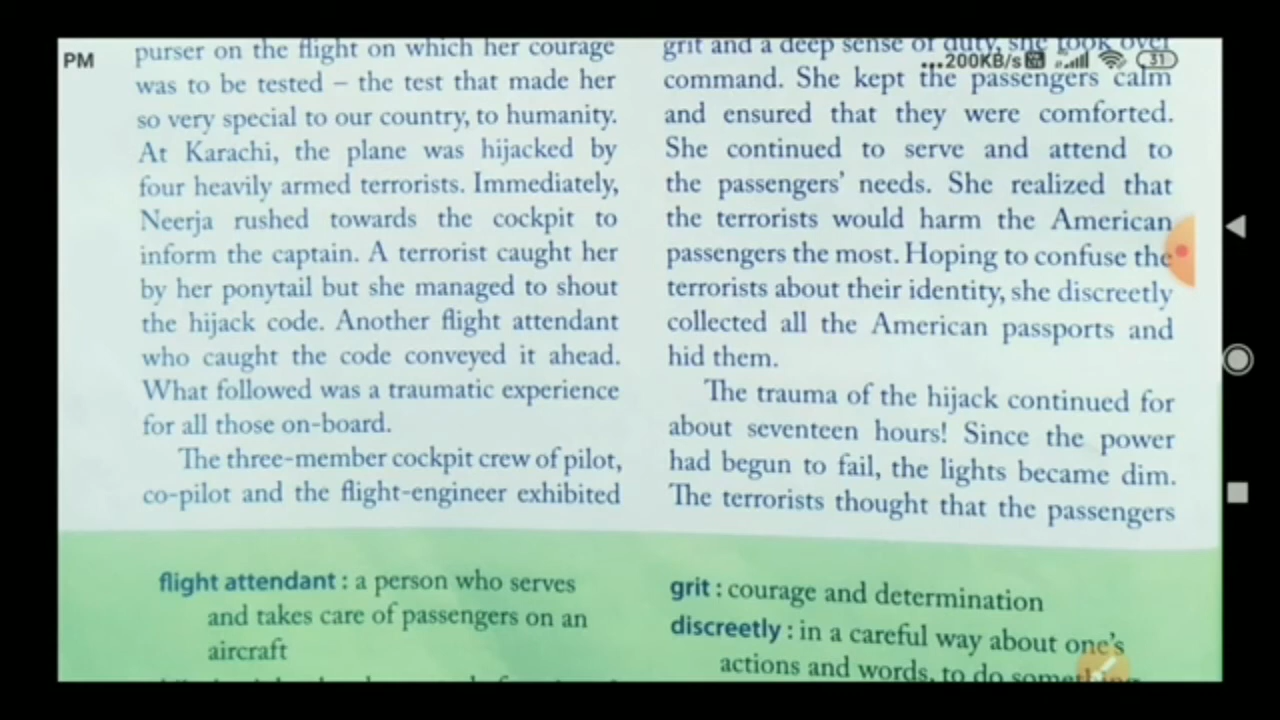 PM
...200KB/s
31
purser on the flight on which her courage
was to be tested – the test that made her
so very special to our country, to humanity.
At Karachi, the plane was hijacked by
four heavily armed terrorists. Immediately,
Neerja rushed towards the cockpit to
inform the captain. A terrorist caught her
by her ponytail but she managed to shout
the hijack code. Another flight attendant
who caught the code conveyed it ahead.
What followed was a traumatic experience
for all those on-board.
The three-member cockpit crew of pilot,
co-pilot and the flight-engineer exhibited
grit and a deep sense of duty, she took over
command. She kept the passengers calm
and ensured that they were comforted.
She continued to serve and attend to
the passengers' needs. She realized that
the terrorists would harm the American
passengers the most. Hoping to confuse the
terrorists about their identity, she discreetly
collected all the American passports and
hid them.
The trauma of the hijack continued for
about seventeen hours! Since the power
had begun to fail, the lights became dim.
The terrorists thought that the passengers
flight attendant : a person who serves
and takes care of passengers on an
aircraft
grit : courage and determination
discreetly : in a careful way about one's
actions and words, to do something